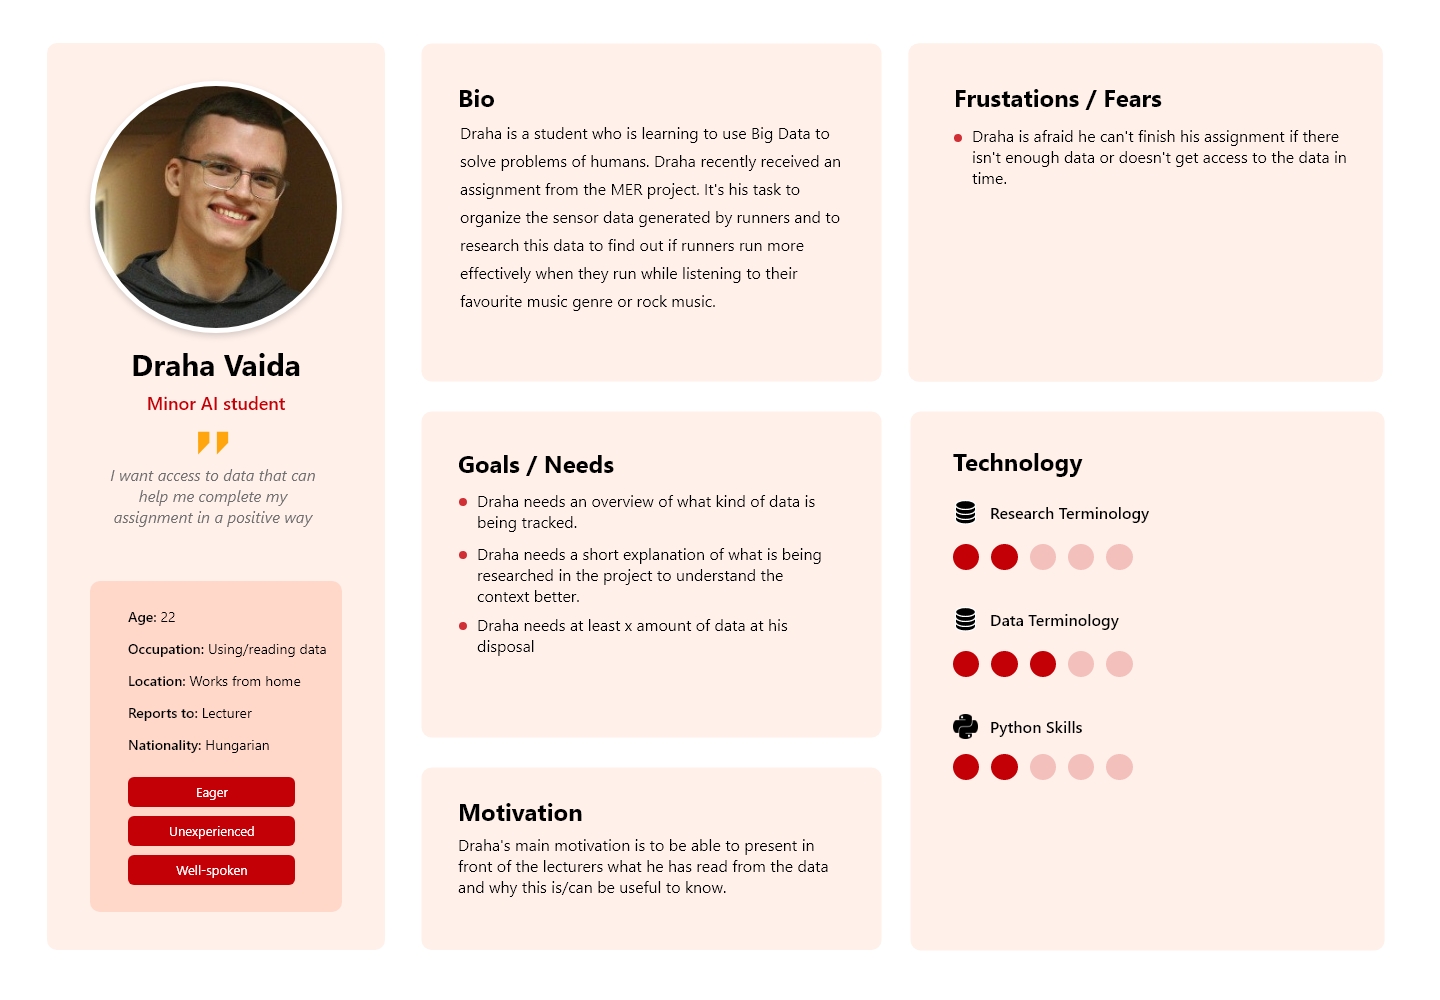 Draha Vaida
Minor AI student
I want access to data that can
help me complete my
assignment in a positive way
Age: 22
Occupation: Using/reading data
Location: Works from home
Reports to: Lecturer
Nationality: Hungarian
Eager
Unexperienced
Well-spoken
Bio
Draha is a student who is learning to use Big Data to
solve problems of humans. Draha recently received an
assignment from the MER project. It's his task to
organize the sensor data generated by runners and to
research this data to find out if runners run more
effectively when they run while listening to their
favourite music genre or rock music.
Goals / Needs
Draha needs an overview of what kind of data is
being tracked.
Draha needs a short explanation of what is being
researched in the project to understand the
context better.
Draha needs at least x amount of data at his
disposal
Motivation
Draha's main motivation is to be able to present in
front of the lecturers what he has read from the data
and why this is/can be useful to know.
Frustations / Fears
Draha is afraid he can't finish his assignment if there
isn't enough data or doesn't get access to the data in
time.
Technology
Research Terminology
Data Terminology
Python Skills